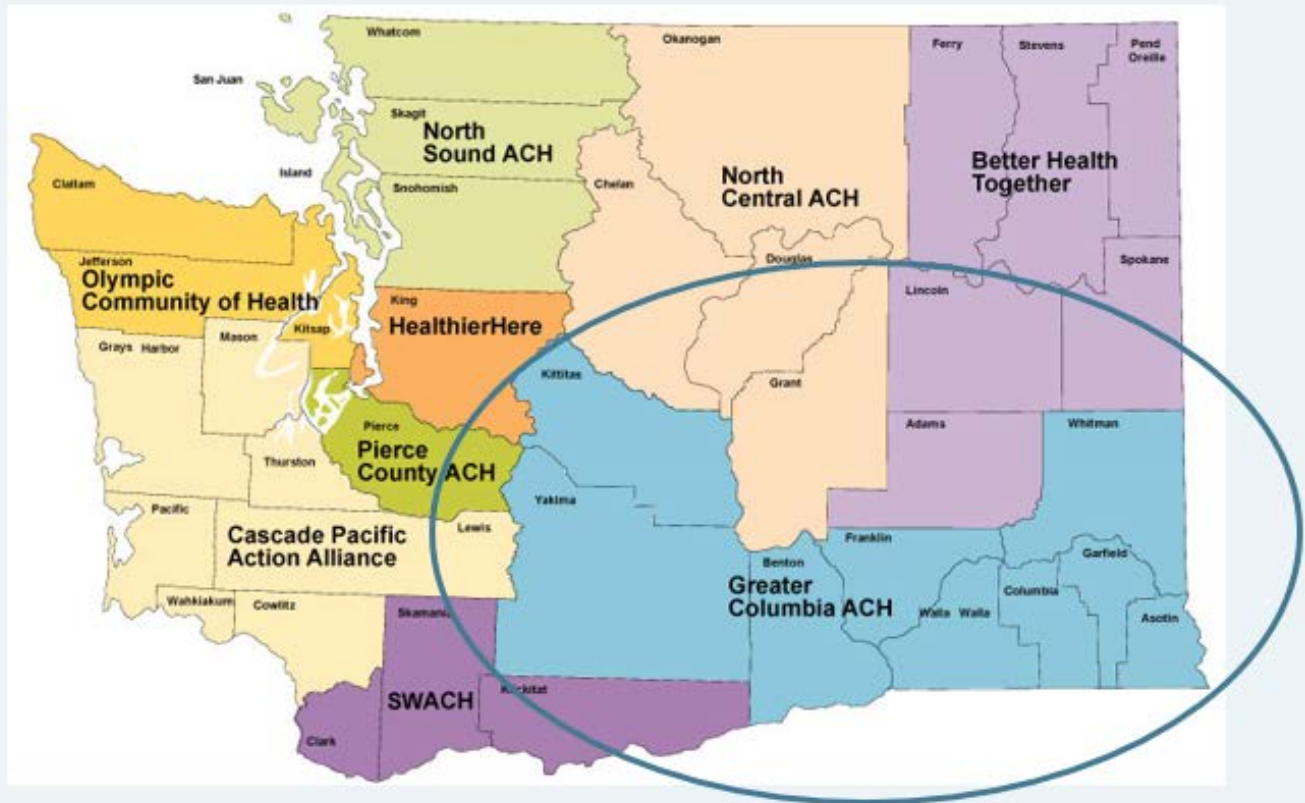 Whatcom
Okanogan
Ferry
Stevens
Pend
Oreille
San Juan
Skagit
North
Sound ACH
Island
Snohomish
Chelan
North
Central ACH
Better Health
Together
Clallam
Jefferson
Olympic
Community of Health
Kitsap
Mason
Grays Harbor
King
HealthierHere
Douglas
Spokane
Lincoln
Kittitas
Grant
Adams
Whitman
Pierce
Pierce
County ACH
Thurston
Yakima
Pacific
Lewis
Cascade Pacific
Action Alliance
Franklin
Benton
Greater
Columbia ACH
Garfield
Columbia
Walla Walla
Asotin
Wahkiakum
Cowlitz
Skamania
SWACH
Klickitat
Clark